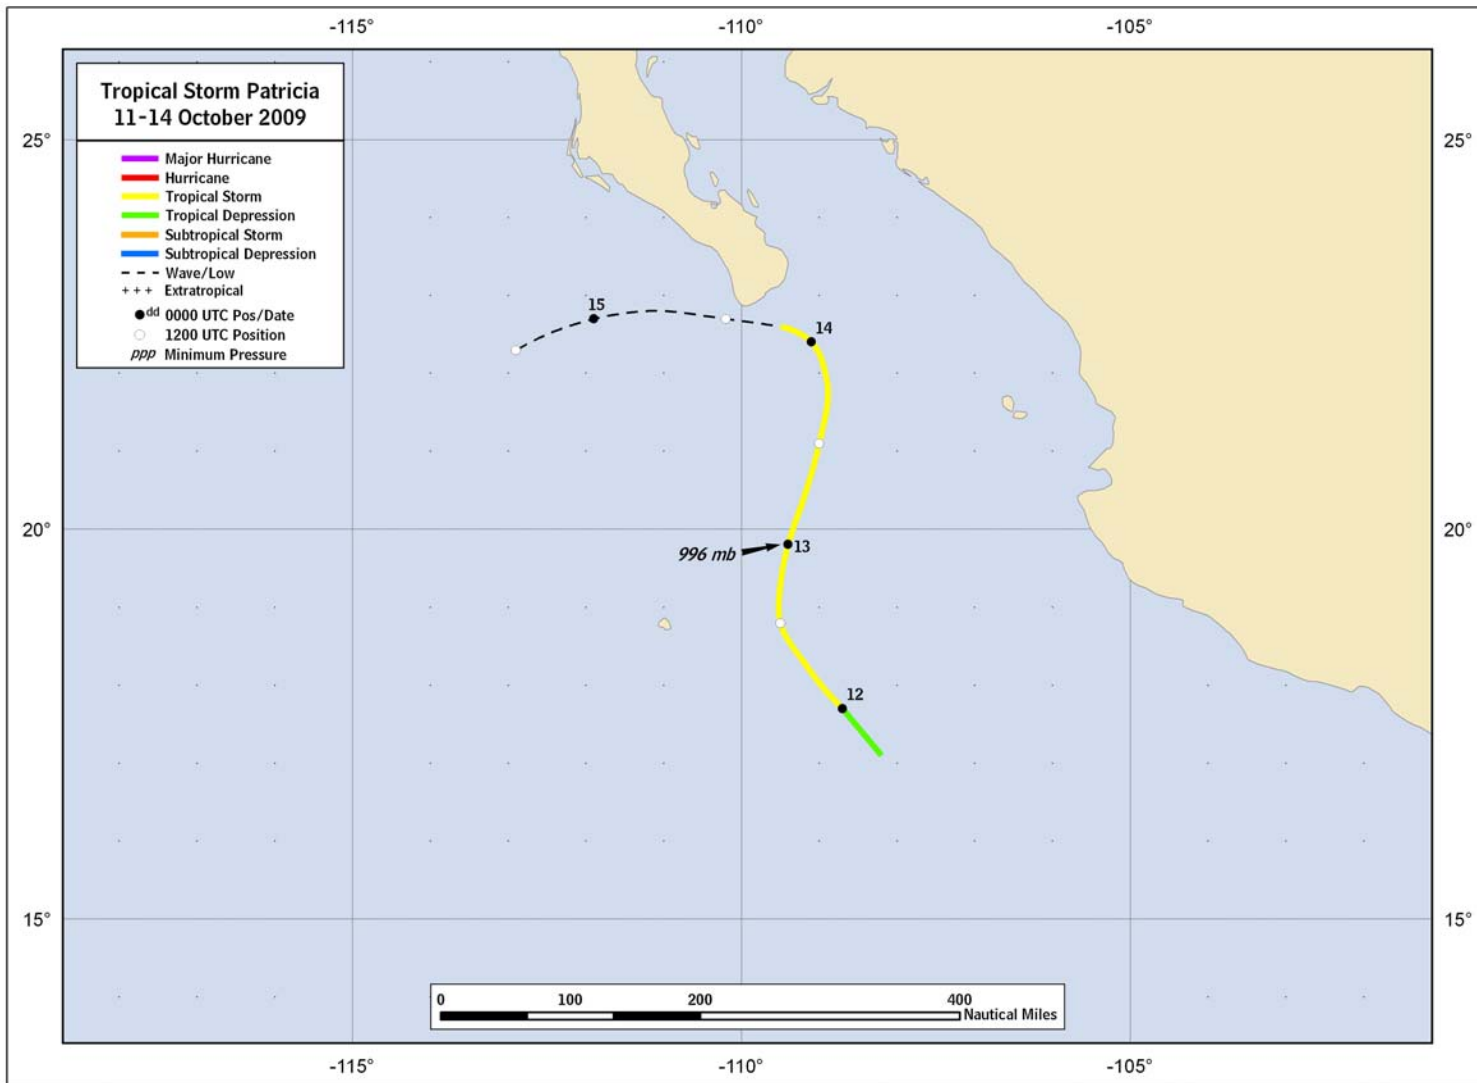 -115° -110° -105°
Tropical Storm Patricia
11-14 October 2009
Major Hurricane
Hurricane
Tropical Storm
Tropical Depression
Subtropical Storm
Subtropical Depression
Wave/Low
+++ Extratropical
dd 0000 UTC Pos/Date
1200 UTC Position
ppp Minimum Pressure
25° 25°
15
14
20° 20°
996 mb 13
12
15° 15°
0 100 200 400
Nautical Miles
-115° -110° -105°